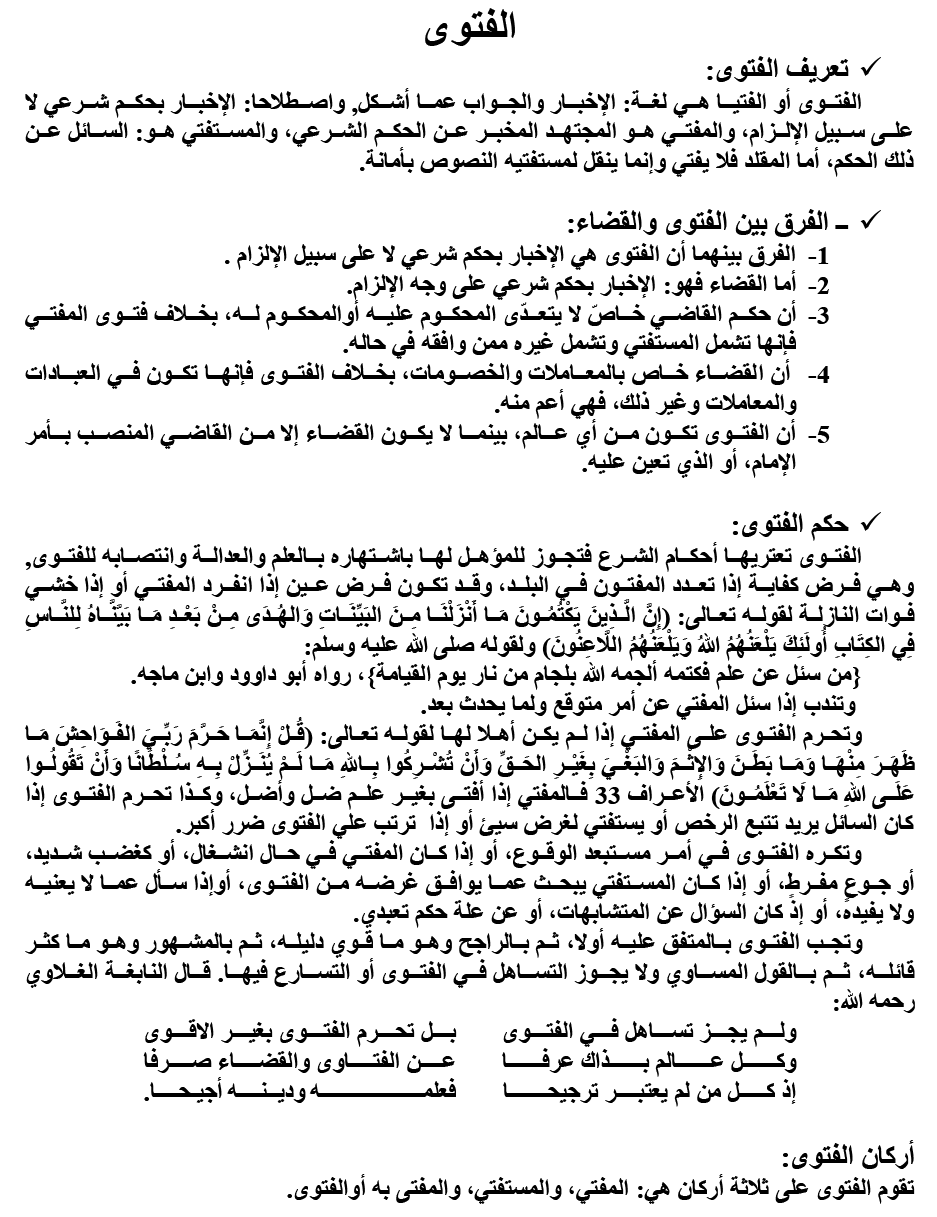 الفتوى
✓ تعريف الفتوى:
الفتوى أو الفتيا هي لغة: الإخبار والجواب عما أشكل, واصطلاحا: الإخبار بحكم شرعي لا
على سبيل الإلزام، والمفتي هو المجتهد المخبر عن الحكم الشرعي، والمستفتي هو: السائل عن
ذلك الحكم، أما المقلد فلا يفتي وإنما ينقل لمستفتيه النصوص بأمانة.
✓ – الفرق بين الفتوى والقضاء:
1- الفرق بينهما أن الفتوى هي الإخبار بحكم شرعي لا على سبيل الإلزام .
2- أما القضاء فهو: الإخبار بحكم شرعي على وجه الإلزام.
3- أن حكم القاضي خاصّ لا يتعدّى المحكوم عليه أوالمحكوم له، بخلاف فتوى المفتي
فإنها تشمل المستفتي وتشمل غيره ممن وافقه في حاله.
4- أن القضاء خاص بالمعاملات والخصومات، بخلاف الفتوى فإنها تكون في العبادات
والمعاملات وغير ذلك، فهي أعم منه.
5- أن الفتوى تكون من أي عالم، بينما لا يكون القضاء إلا من القاضي المنصب بأمر
الإمام، أو الذي تعين عليه.
✓ حكم الفتوى:
الفتوى تعتريها أحكام الشرع فتجوز للمؤهل لها باشتهاره بالعلم والعدالة وانتصابه للفتوى,
وهي فرض كفاية إذا تعدد المفتون في البلد، وقد تكون فرض عين إذا انفرد المفتي أو إذا خشي
فوات النازلة لقوله تعالى: (إِنَّ الَّذِينَ يَكْتُمُونَ مَا أَنْزَلْنَا مِنَ البَيِّنَاتِ وَالهُدَى مِنْ بَعْدِ مَا بَيَّنَّاهُ لِلنَّاسِ
فِي الكِتَابِ أُولَئِكَ يَلْعَنُهُمُ اللهُ وَيَلْعَنُهُمُ اللَّاعِنُونَ) ولقوله صلى الله عليه وسلم:
{من سئل عن علم فكتمه ألجمه الله بلجام من نار يوم القيامة}، رواه أبو داوود وابن ماجه.
وتندب إذا سئل المفتي عن أمر متوقع ولما يحدث بعد.
وتحرم الفتوى على المفتي إذا لم يكن أهلا لها لقوله تعالى: (قُلْ إِنَّمَا حَرَّمَ رَبِّيَ الفَوَاحِشَ مَا
ظَهَرَ مِنْهَا وَمَا بَطَنَ وَالإِثْمَ وَالبَغْيَ بِغَيْرِ الحَقِّ وَأَنْ تُشْرِكُوا بِاللهِ مَا لَمْ يُنَزِّلْ بِهِ سُلْطَانًا وَأَنْ تَقُولُوا
عَلَى اللهِ مَا لَا تَعْلَمُونَ) الأعراف 33 فالمفتي إذا أفتى بغير علم ضل وأضل، وكذا تحرم الفتوى إذا
كان السائل يريد تتبع الرخص أو يستفتي لغرض سيئ أو إذا ترتب علي الفتوى ضرر أكبر.
وتكره الفتوى في أمر مستبعد الوقوع، أو إذا كان المفتي في حال انشغال، أو كغضب شديد،
أو جوعٍ مفرطٍ، أو إذا كان المستفتي يبحث عما يوافق غرضه من الفتوى، أوإذا سأل عما لا يعنيه
ولا يفيده، أو إذ كان السؤال عن المتشابهات، أو عن علة حكم تعبدي.
وتجب الفتوى بالمتفق عليه أولا، ثم بالراجح وهو ما قوي دليله، ثم بالمشهور وهو ما كثر
قائله، ثم بالقول المساوي ولا يجوز التساهل في الفتوى أو التسارع فيها. قال النابغة الغلاوي
رحمه الله:
ولم يجز تساهل في الفتوى بل تحرم الفتوى بغير الاقوى
وكل عالم بذاك عرفا عن الفتاوى والقضاء صرفا
إذ كل من لم يعتبر ترجيحا فعلمه ودينه أجيحا.
أركان الفتوى:
تقوم الفتوى على ثلاثة أركان هي: المفتي، والمستفتي، والمفتى به أوالفتوى.